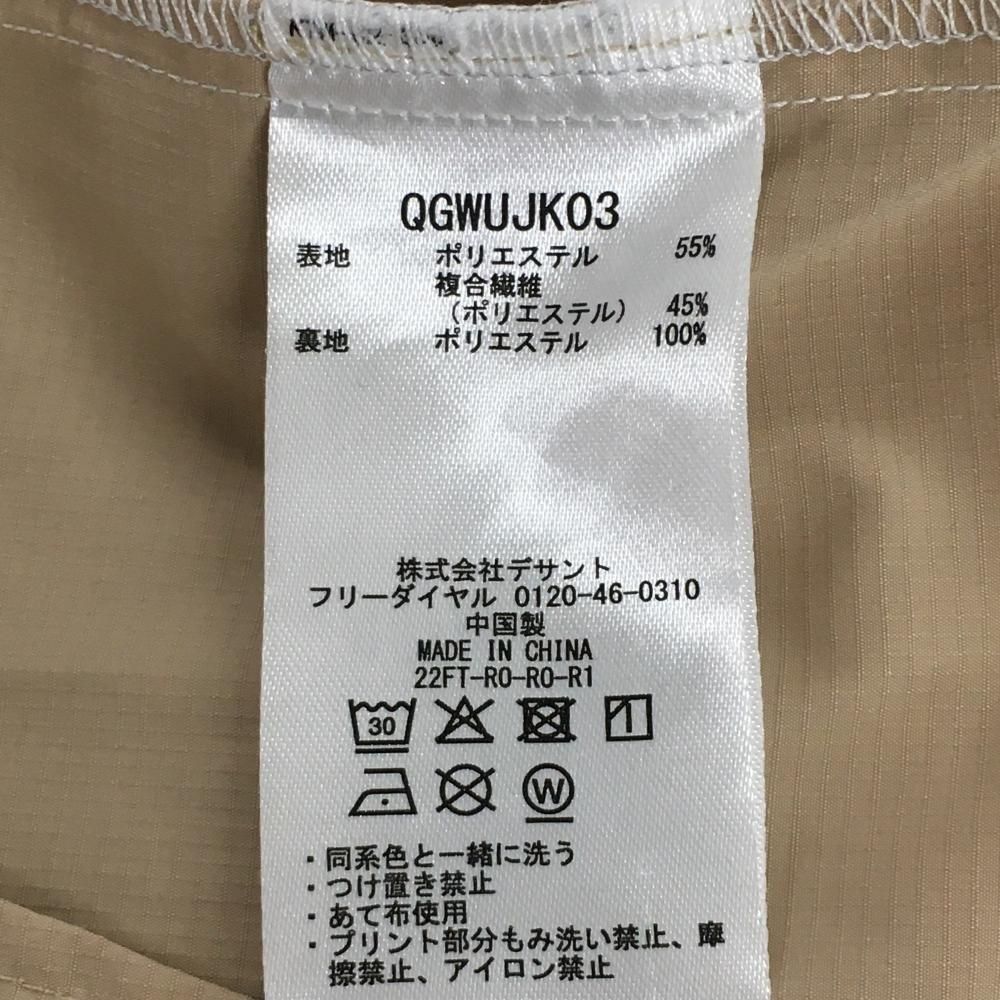 QGWUJK03
表地 ポリエステル 55%
複合繊維
（ポリエステル） 45%
裏地 ポリエステル 100%
株式会社デサント
フリーダイヤル 0120-46-0310
中国製
MADE IN CHINA
22FT-R0-R0-R1
30
W
・同系色と一緒に洗う
・つけ置き禁止
・あて布使用
・プリント部分もみ洗い禁止、摩
擦禁止、アイロン禁止